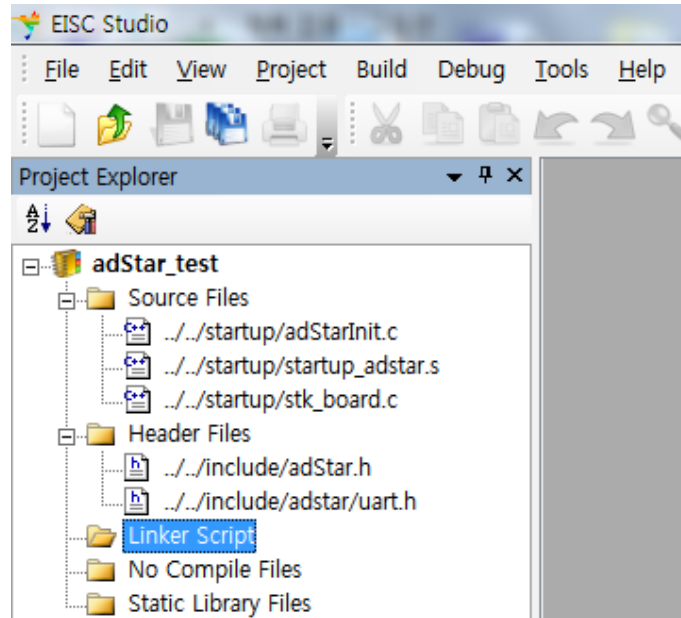 EISC Studio
File Edit View Project Build Debug Tools Help
Project Explorer
adStar_test
Source Files
../../startup/adStarInit.c
../../startup/startup_adstar.s
../../startup/stk_board.c
Header Files
../../include/adStar.h
../../include/adstar/uart.h
Linker Script
No Compile Files
Static Library Files